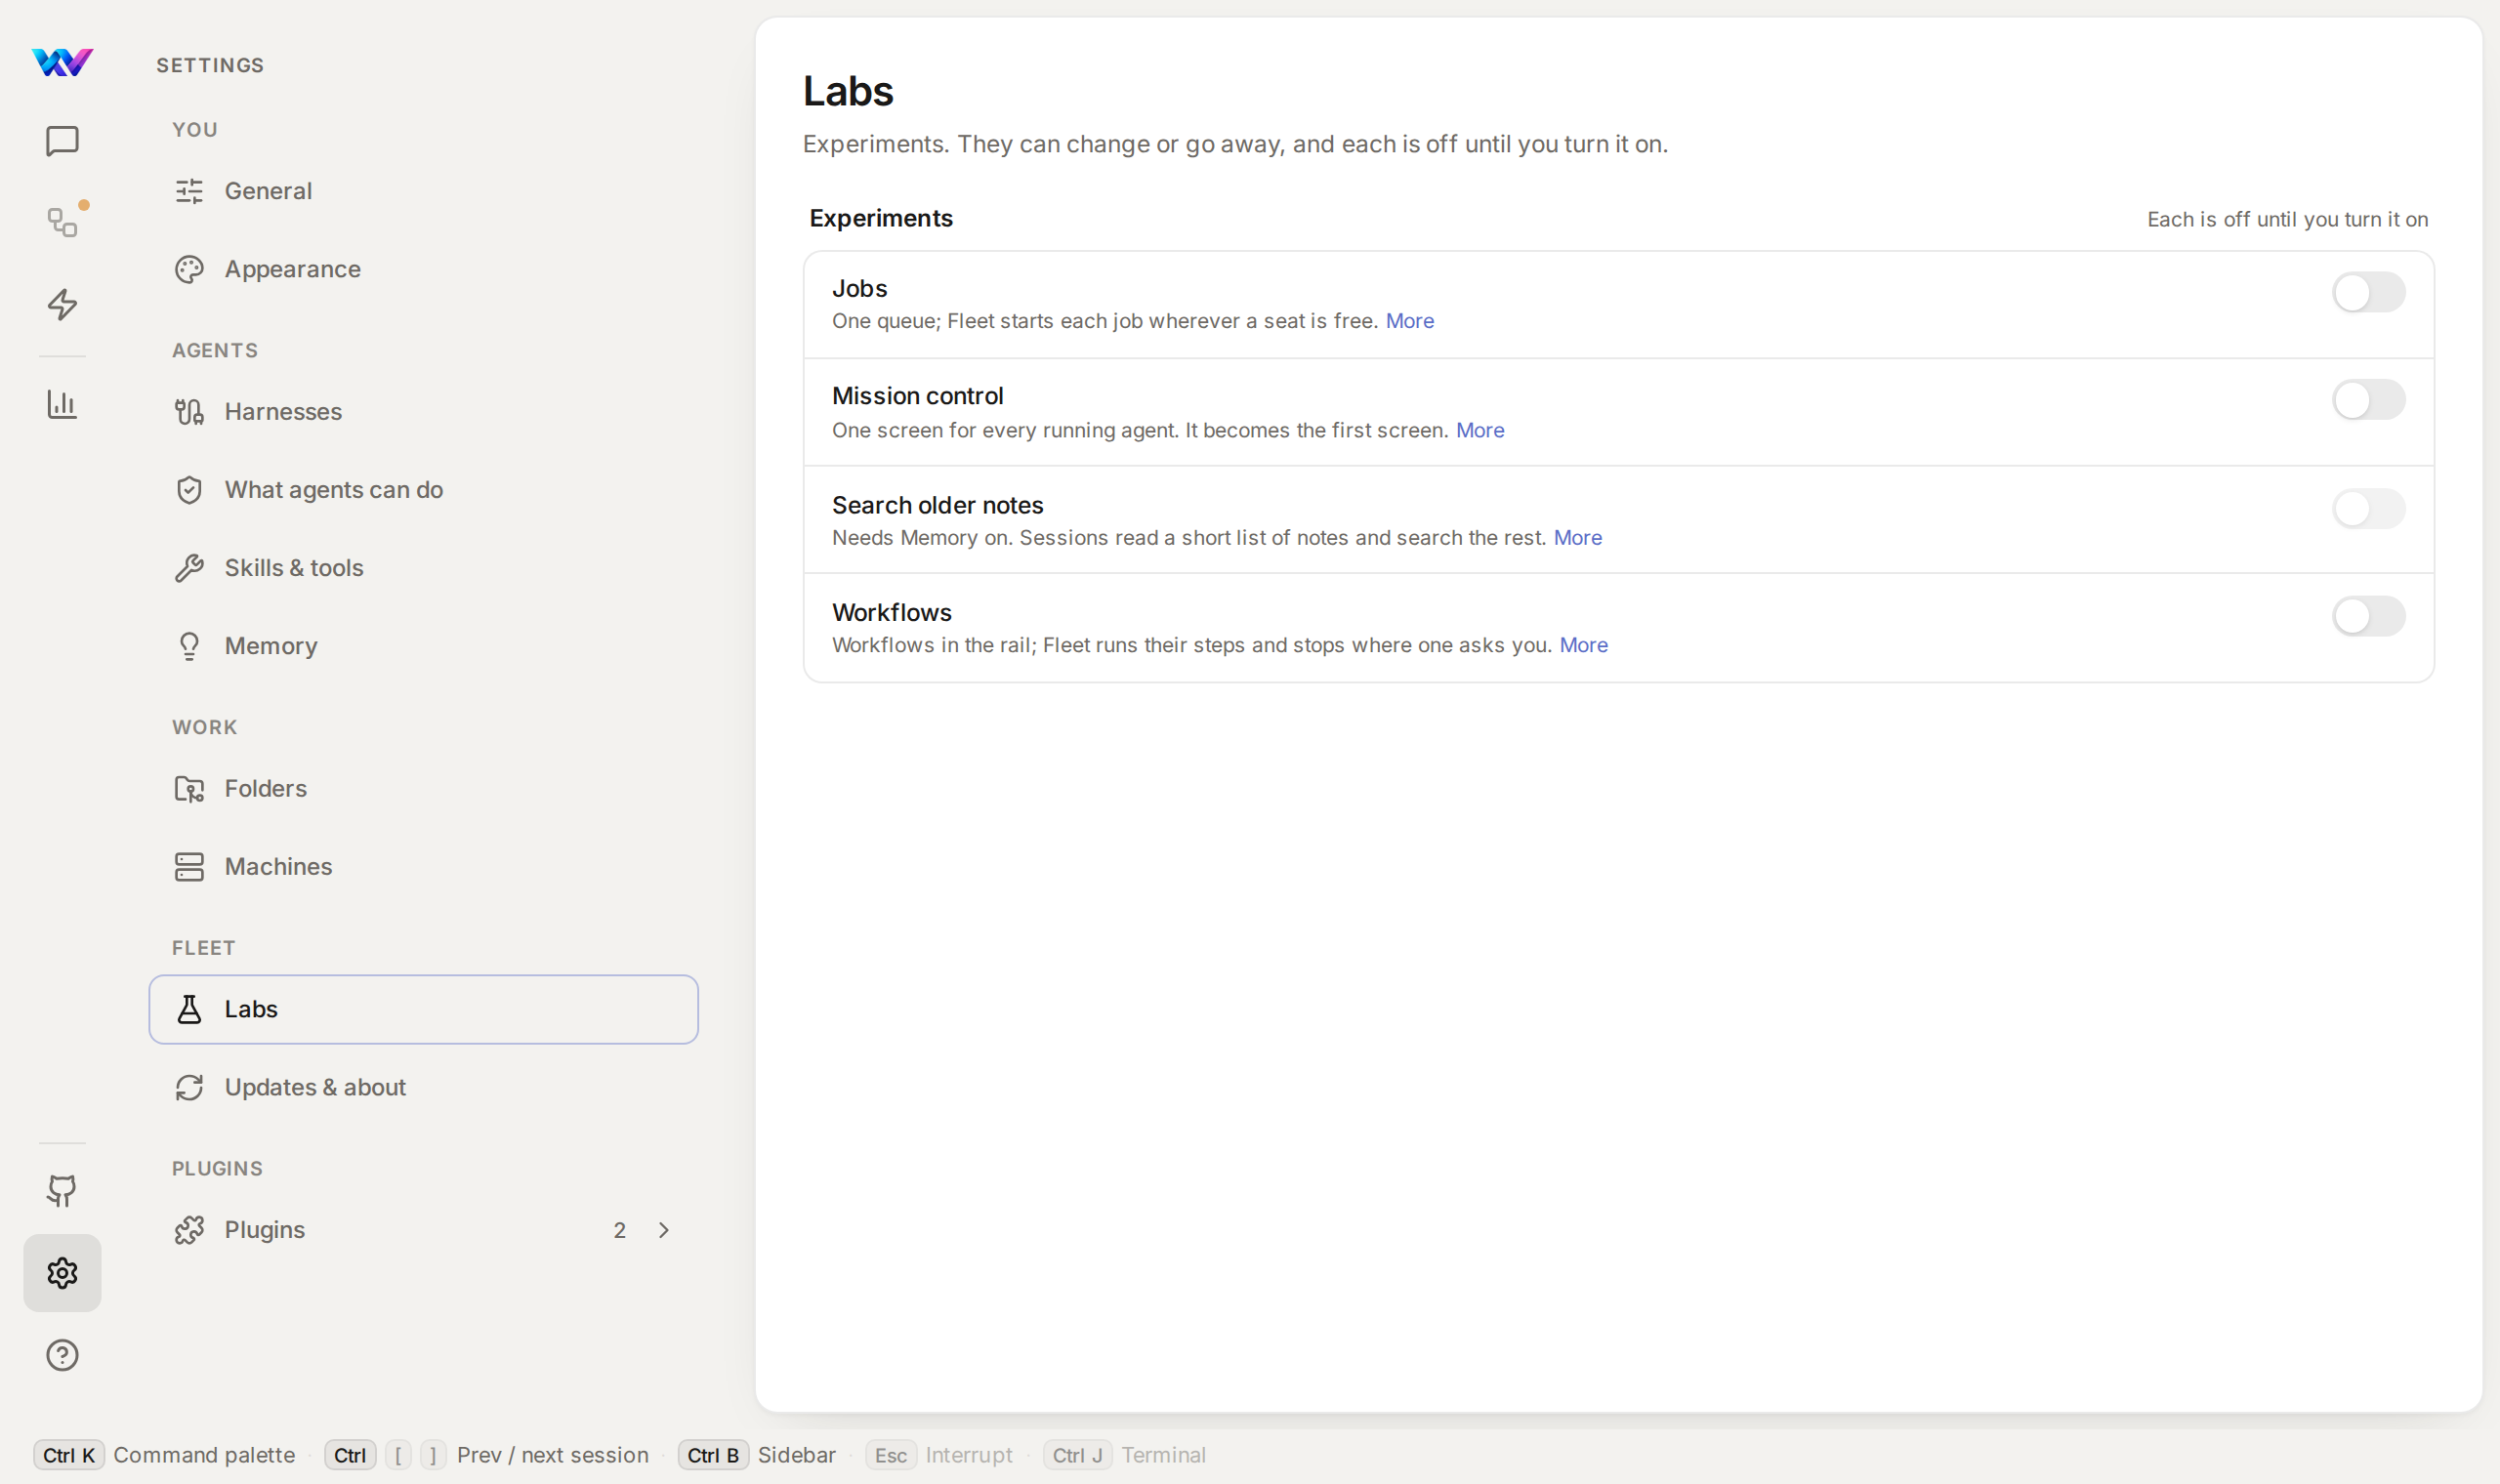 SETTINGS
YOU
General
Appearance
AGENTS
Harnesses
What agents can do
Skills & tools
Memory
WORK
Folders
Machines
FLEET
Labs
Updates & about
PLUGINS
Plugins 2
Labs
Experiments. They can change or go away, and each is off until you turn it on.
Experiments Each is off until you turn it on
Jobs
One queue; Fleet starts each job wherever a seat is free. More
Mission control
One screen for every running agent. It becomes the first screen. More
Search older notes
Needs Memory on. Sessions read a short list of notes and search the rest. More
Workflows
Workflows in the rail; Fleet runs their steps and stops where one asks you. More
Ctrl K Command palette · Ctrl [ ] Prev / next session · Ctrl B Sidebar · Esc Interrupt · Ctrl J Terminal